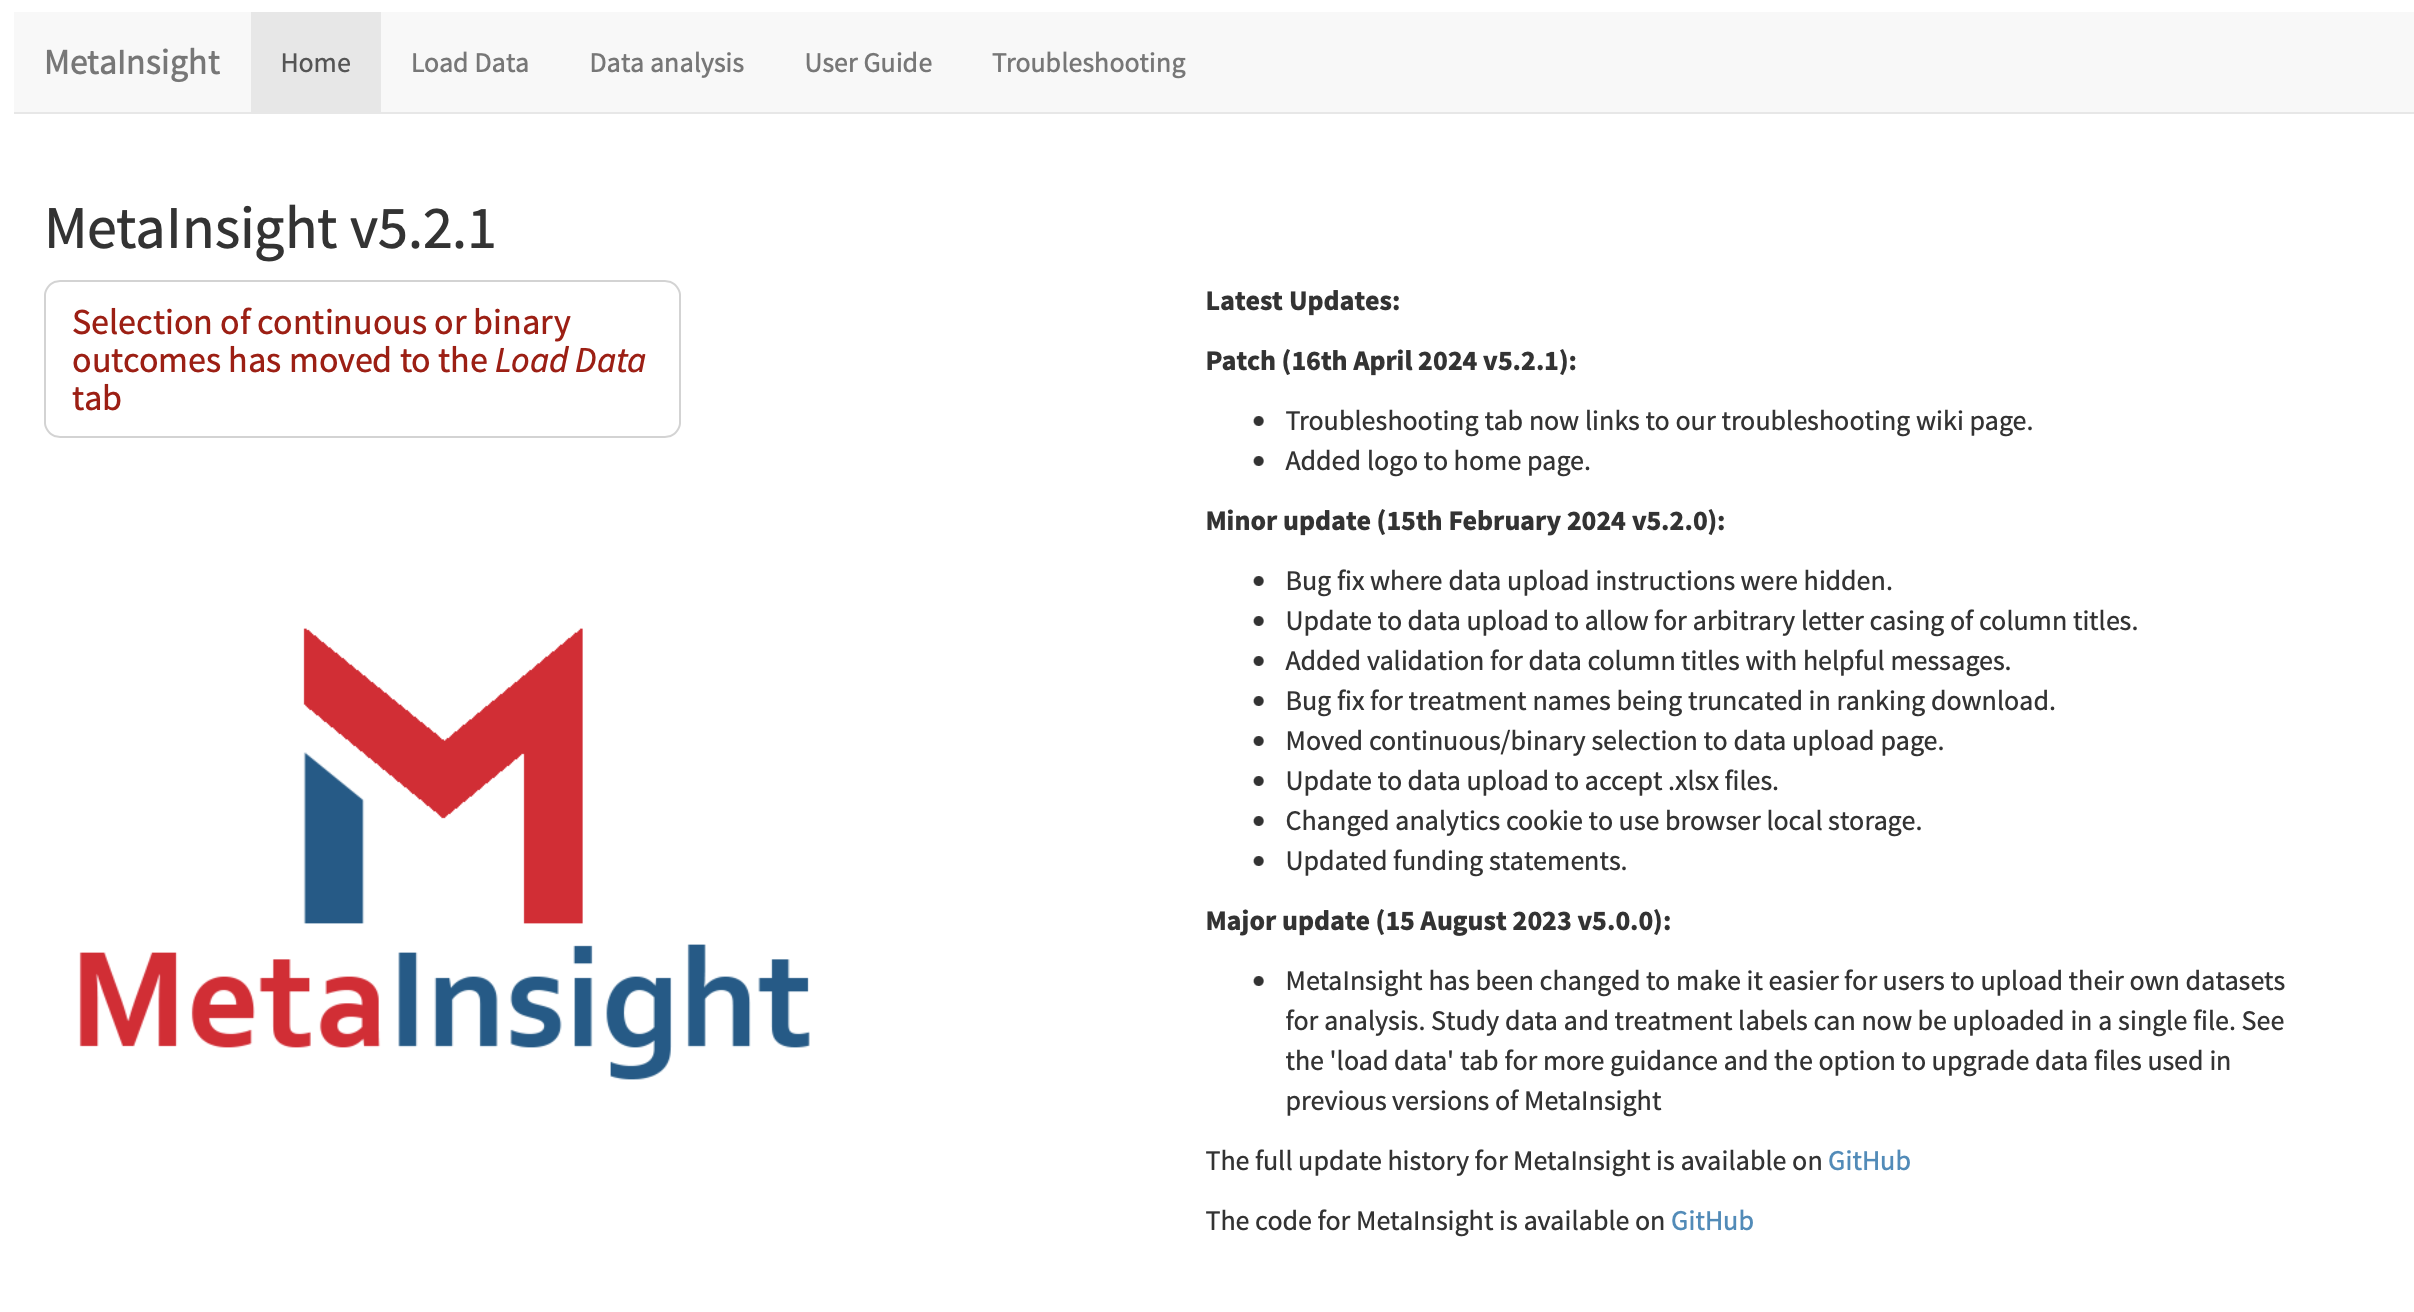 MetaInsight
Home
Load Data
Data analysis
User Guide
Troubleshooting
MetaInsight v5.2.1
Selection of continuous or binary
outcomes has moved to the Load Data
tab
MetaInsight
Latest Updates:
Patch (16th April 2024 v5.2.1):
• Troubleshooting tab now links to our troubleshooting wiki page.
• Added logo to home page.
Minor update (15th February 2024 v5.2.0):
• Bug fix where data upload instructions were hidden.
• Update to data upload to allow for arbitrary letter casing of column titles.
• Added validation for data column titles with helpful messages.
• Bug fix for treatment names being truncated in ranking download.
• Moved continuous/binary selection to data upload page.
• Update to data upload to accept .xlsx files.
• Changed analytics cookie to use browser local storage.
• Updated funding statements.
Major update (15 August 2023 v5.0.0):
• MetaInsight has been changed to make it easier for users to upload their own datasets
for analysis. Study data and treatment labels can now be uploaded in a single file. See
the 'load data' tab for more guidance and the option to upgrade data files used in
previous versions of MetaInsight
The full update history for MetaInsight is available on GitHub
The code for MetaInsight is available on GitHub